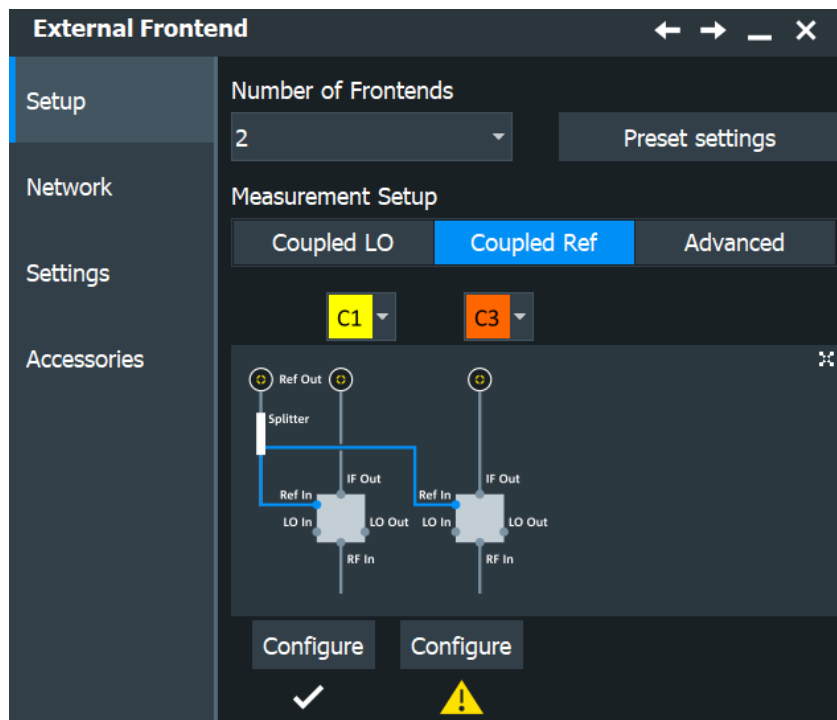 External Frontend
Setup
Network
Settings
Accessories
Number of Frontends
2
Preset settings
Measurement Setup
Coupled LO Coupled Ref Advanced
C1 C3
Ref Out
Splitter
IF Out IF Out
Ref In Ref In
LO In LO Out LO In LO Out
RF In RF In
Configure Configure